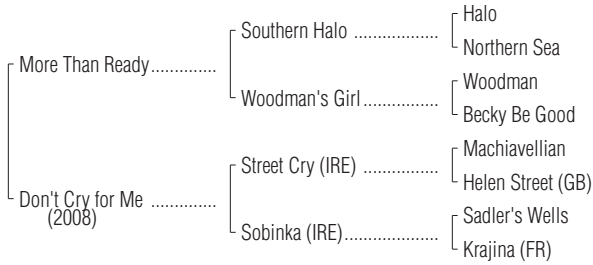 Halo
Southern Halo ..................
Northern Sea
More Than Ready..............
Woodman
Woodman's Girl ................
Becky Be Good
Machiavellian
Street Cry (IRE) ................
Helen Street (GB)
Don't Cry for Me ..............
(2008)
Sadler's Wells
Sobinka (IRE)....................
Krajina (FR)